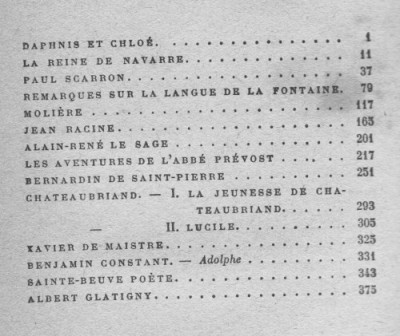 DAPHNIS ET CHLOÉ. . . . . . . . . . . . . . . 1
LA REINE DE NAVARRE. . . . . . . . . . . . . 11
PAUL SCARRON. . . . . . . . . . . . . . . . . 37
REMARQUES SUR LA LANGUE DE LA FONTAINE. 79
MOLIÈRE . . . . . . . . . . . . . . . . . . . 117
JEAN RACINE. . . . . . . . . . . . . . . . . 165
ALAIN-RENÉ LE SAGE . . . . . . . . . . . . . 201
LES AVENTURES DE L'ABBÉ PRÉVOST . . . . . . 217
BERNARDIN DE SAINT-PIERRE . . . . . . . . . 251
CHATEAUBRIAND. — I. LA JEUNESSE DE CHA-
TEAUBRIAND. . . . . . 293
— II. LUCILE. . . . . . . . 305
XAVIER DE MAISTRE. . . . . . . . . . . . . . 325
BENJAMIN CONSTANT. — Adolphe . . . . . . . . 331
SAINTE-BEUVE POÈTE. . . . . . . . . . . . . 343
ALBERT GLATIGNY. . . . . . . . . . . . . . . 375